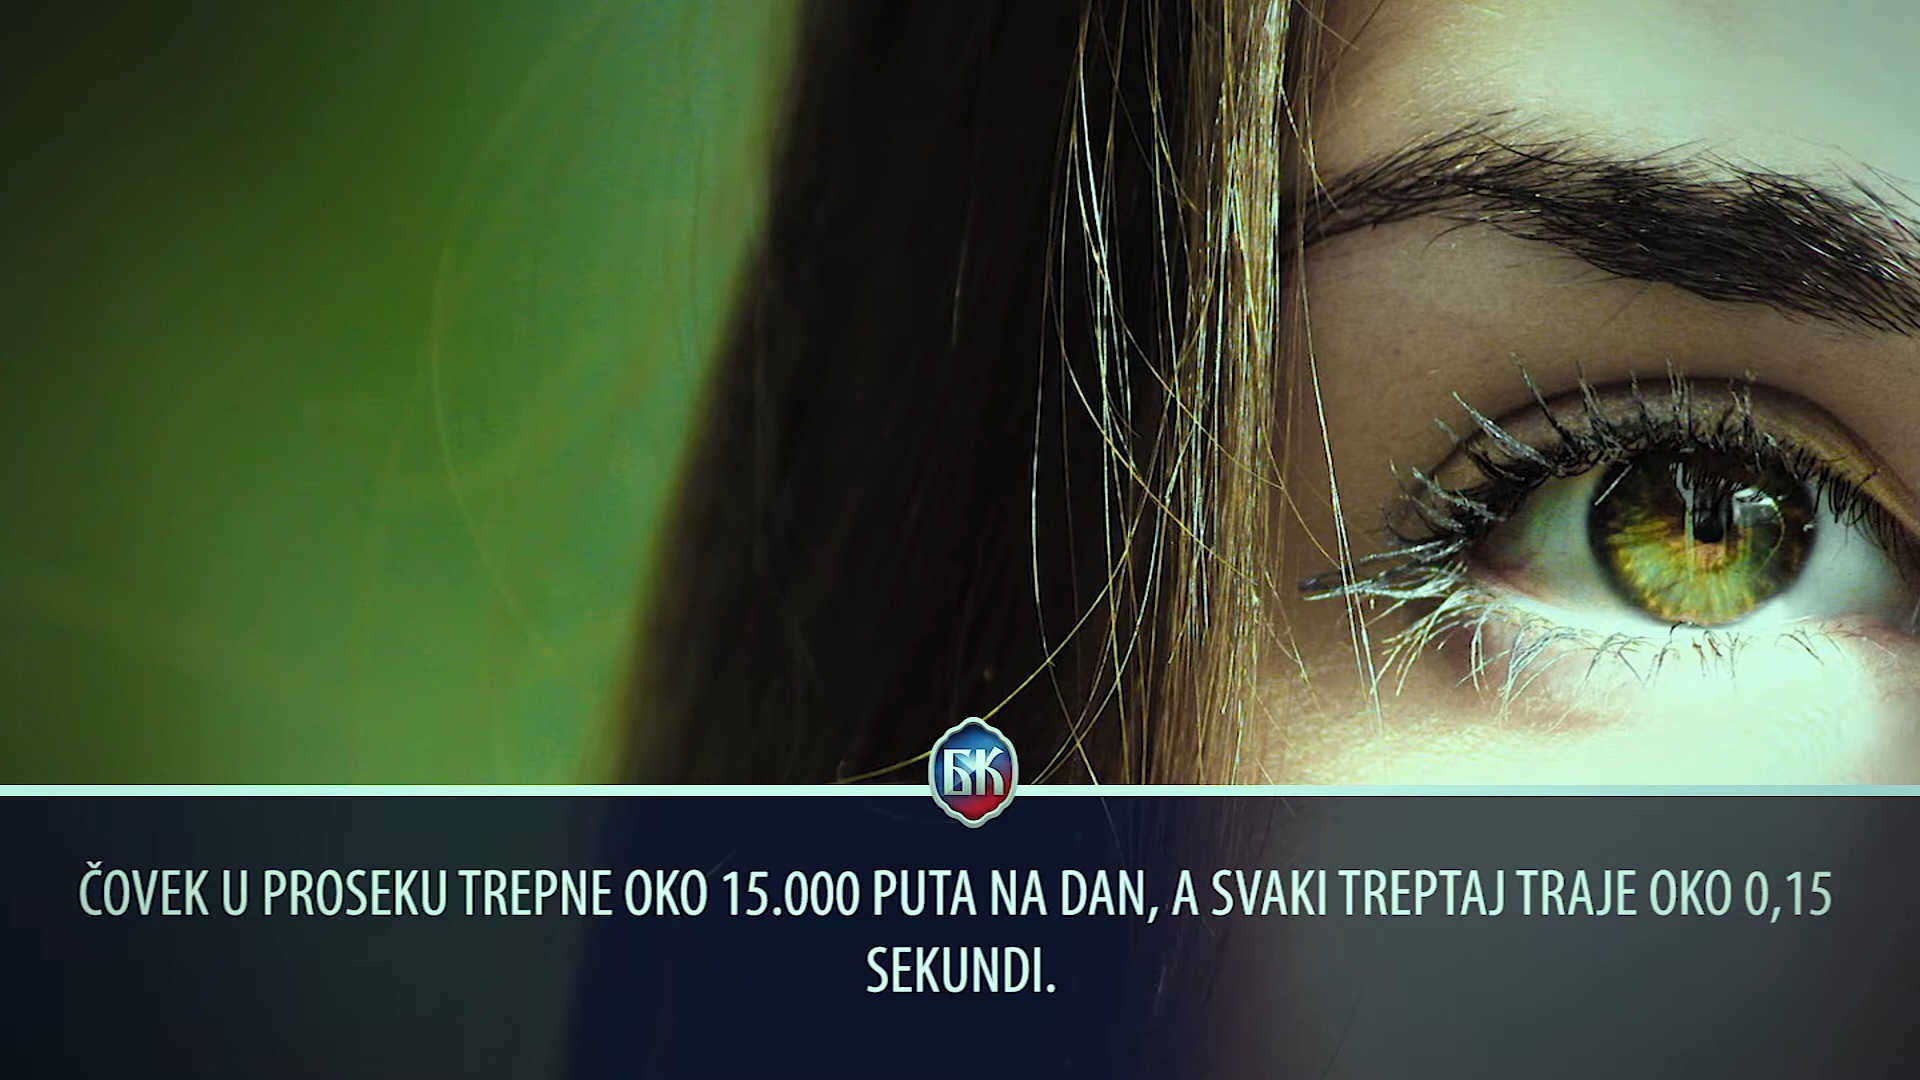 БК
ČOVEK U PROSEKU TREPNE OKO 15.000 PUTA NA DAN, A SVAKI TREPTAJ TRAJE OKO 0,15
SEKUNDI.